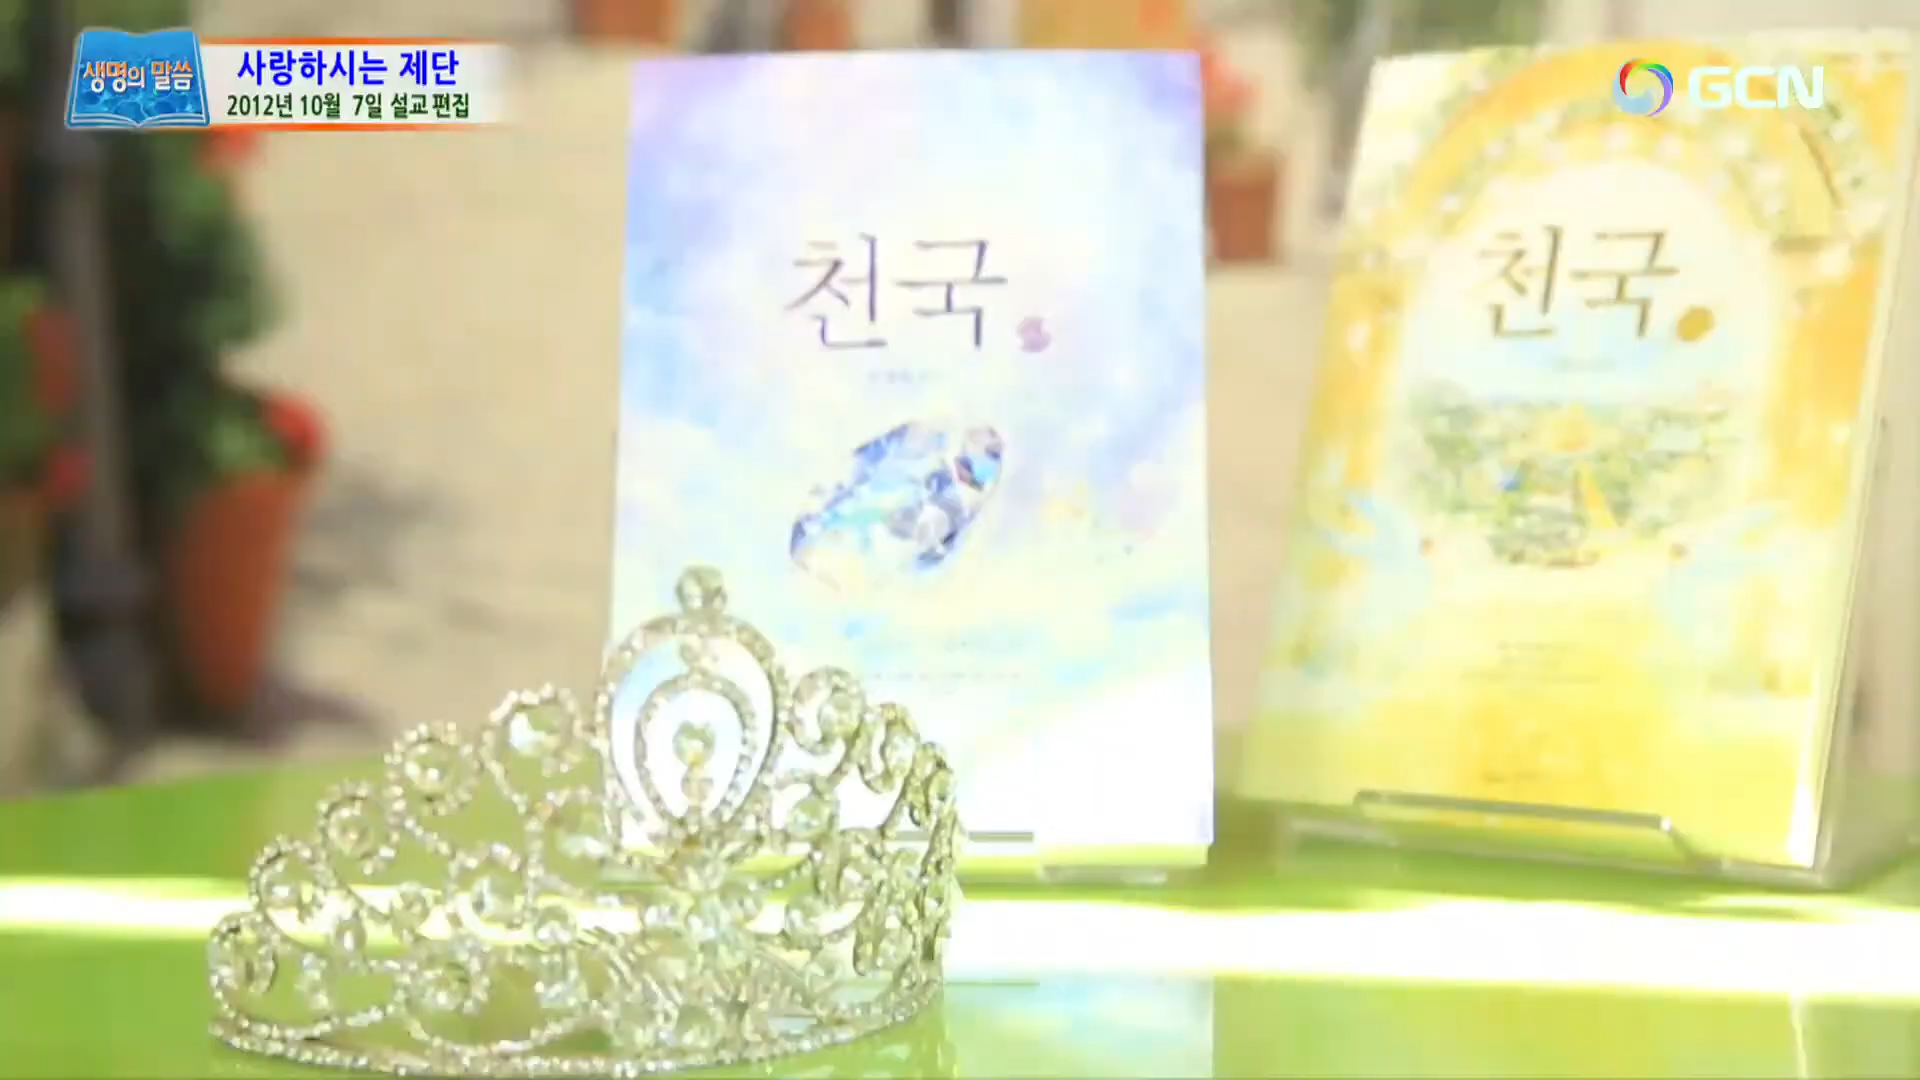 생명의 말씀
사랑하시는 제단
2012년 10월 7일 설교 편집
GCN
천국
천국